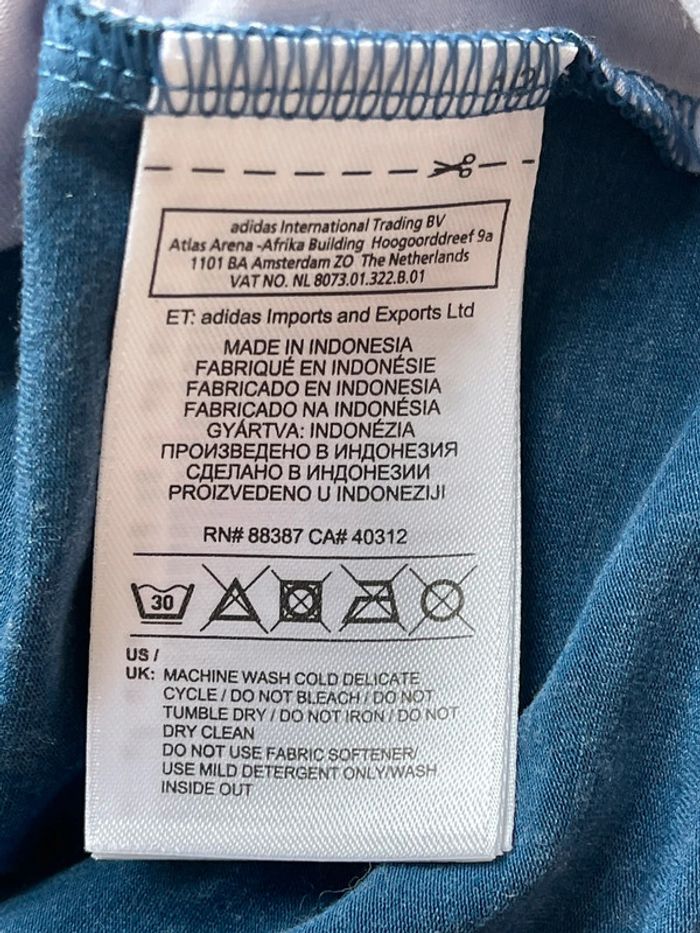 adidas International Trading BV
Atlas Arena -Afrika Building Hoogoorddreef 9a
1101 BA Amsterdam ZO The Netherlands
VAT NO. NL 8073.01.322.B.01
ET: adidas Imports and Exports Ltd
MADE IN INDONESIA
FABRIQUÉ EN INDONÉSIE
FABRICADO EN INDONESIA
FABRICADO NA INDONÉSIA
GYÁRTVA: INDONÉZIA
ПРОИЗВЕДЕНО В ИНДОНЕЗИЯ
СДЕЛАНО В ИНДОНЕЗИИ
PROIZVEDENO U INDONEZIJI
RN# 88387 CA# 40312
30
US /
UK: MACHINE WASH COLD DELICATE
CYCLE / DO NOT BLEACH / DO NOT
TUMBLE DRY / DO NOT IRON / DO NOT
DRY CLEAN
DO NOT USE FABRIC SOFTENER/
USE MILD DETERGENT ONLY/WASH
INSIDE OUT